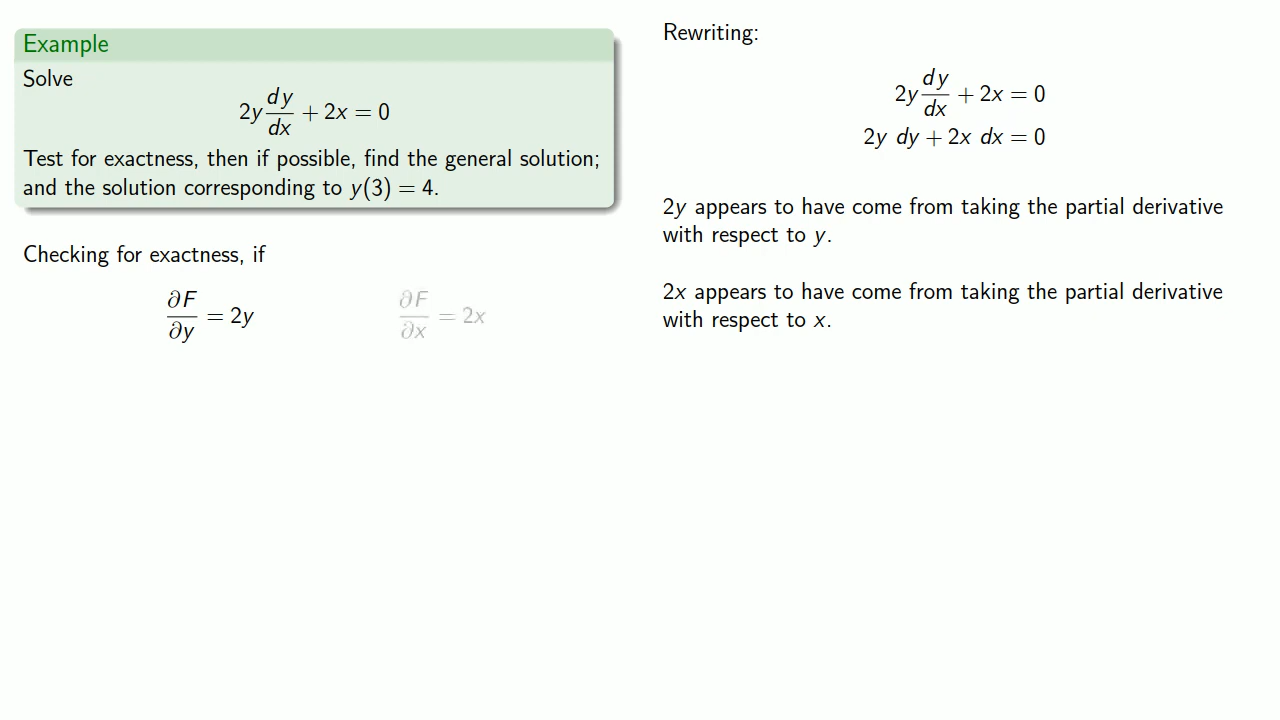 Example
Solve
2y dy/dx + 2x = 0
Test for exactness, then if possible, find the general solution;
and the solution corresponding to y(3) = 4.
Checking for exactness, if
∂F/∂y = 2y ∂F/∂x = 2x
Rewriting:
2y dy/dx + 2x = 0
2y dy + 2x dx = 0
2y appears to have come from taking the partial derivative
with respect to y.
2x appears to have come from taking the partial derivative
with respect to x.